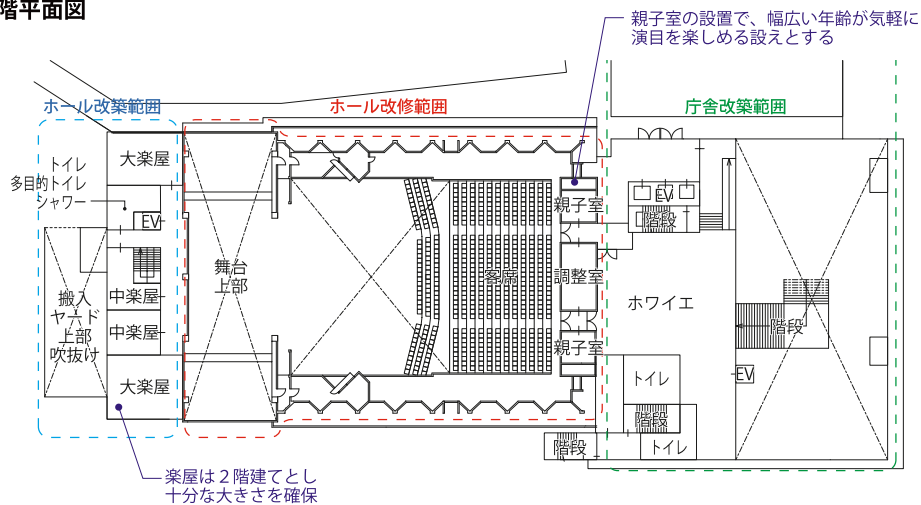 階平面図
親子室の設置で、幅広い年齢が気軽に
演目を楽しめる設えとする
ホール改築範囲
ホール改修範囲
庁舎改築範囲
トイレ
多目的トイレ
シャワー
大楽屋
EV
中楽屋
中楽屋
大楽屋
搬入
ヤード
上部
吹抜け
舞台
上部
客席
親子室
調整室
親子室
EV
階段
ホワイエ
階段
EV
トイレ
階段
トイレ
階段
楽屋は２階建てとし
十分な大きさを確保